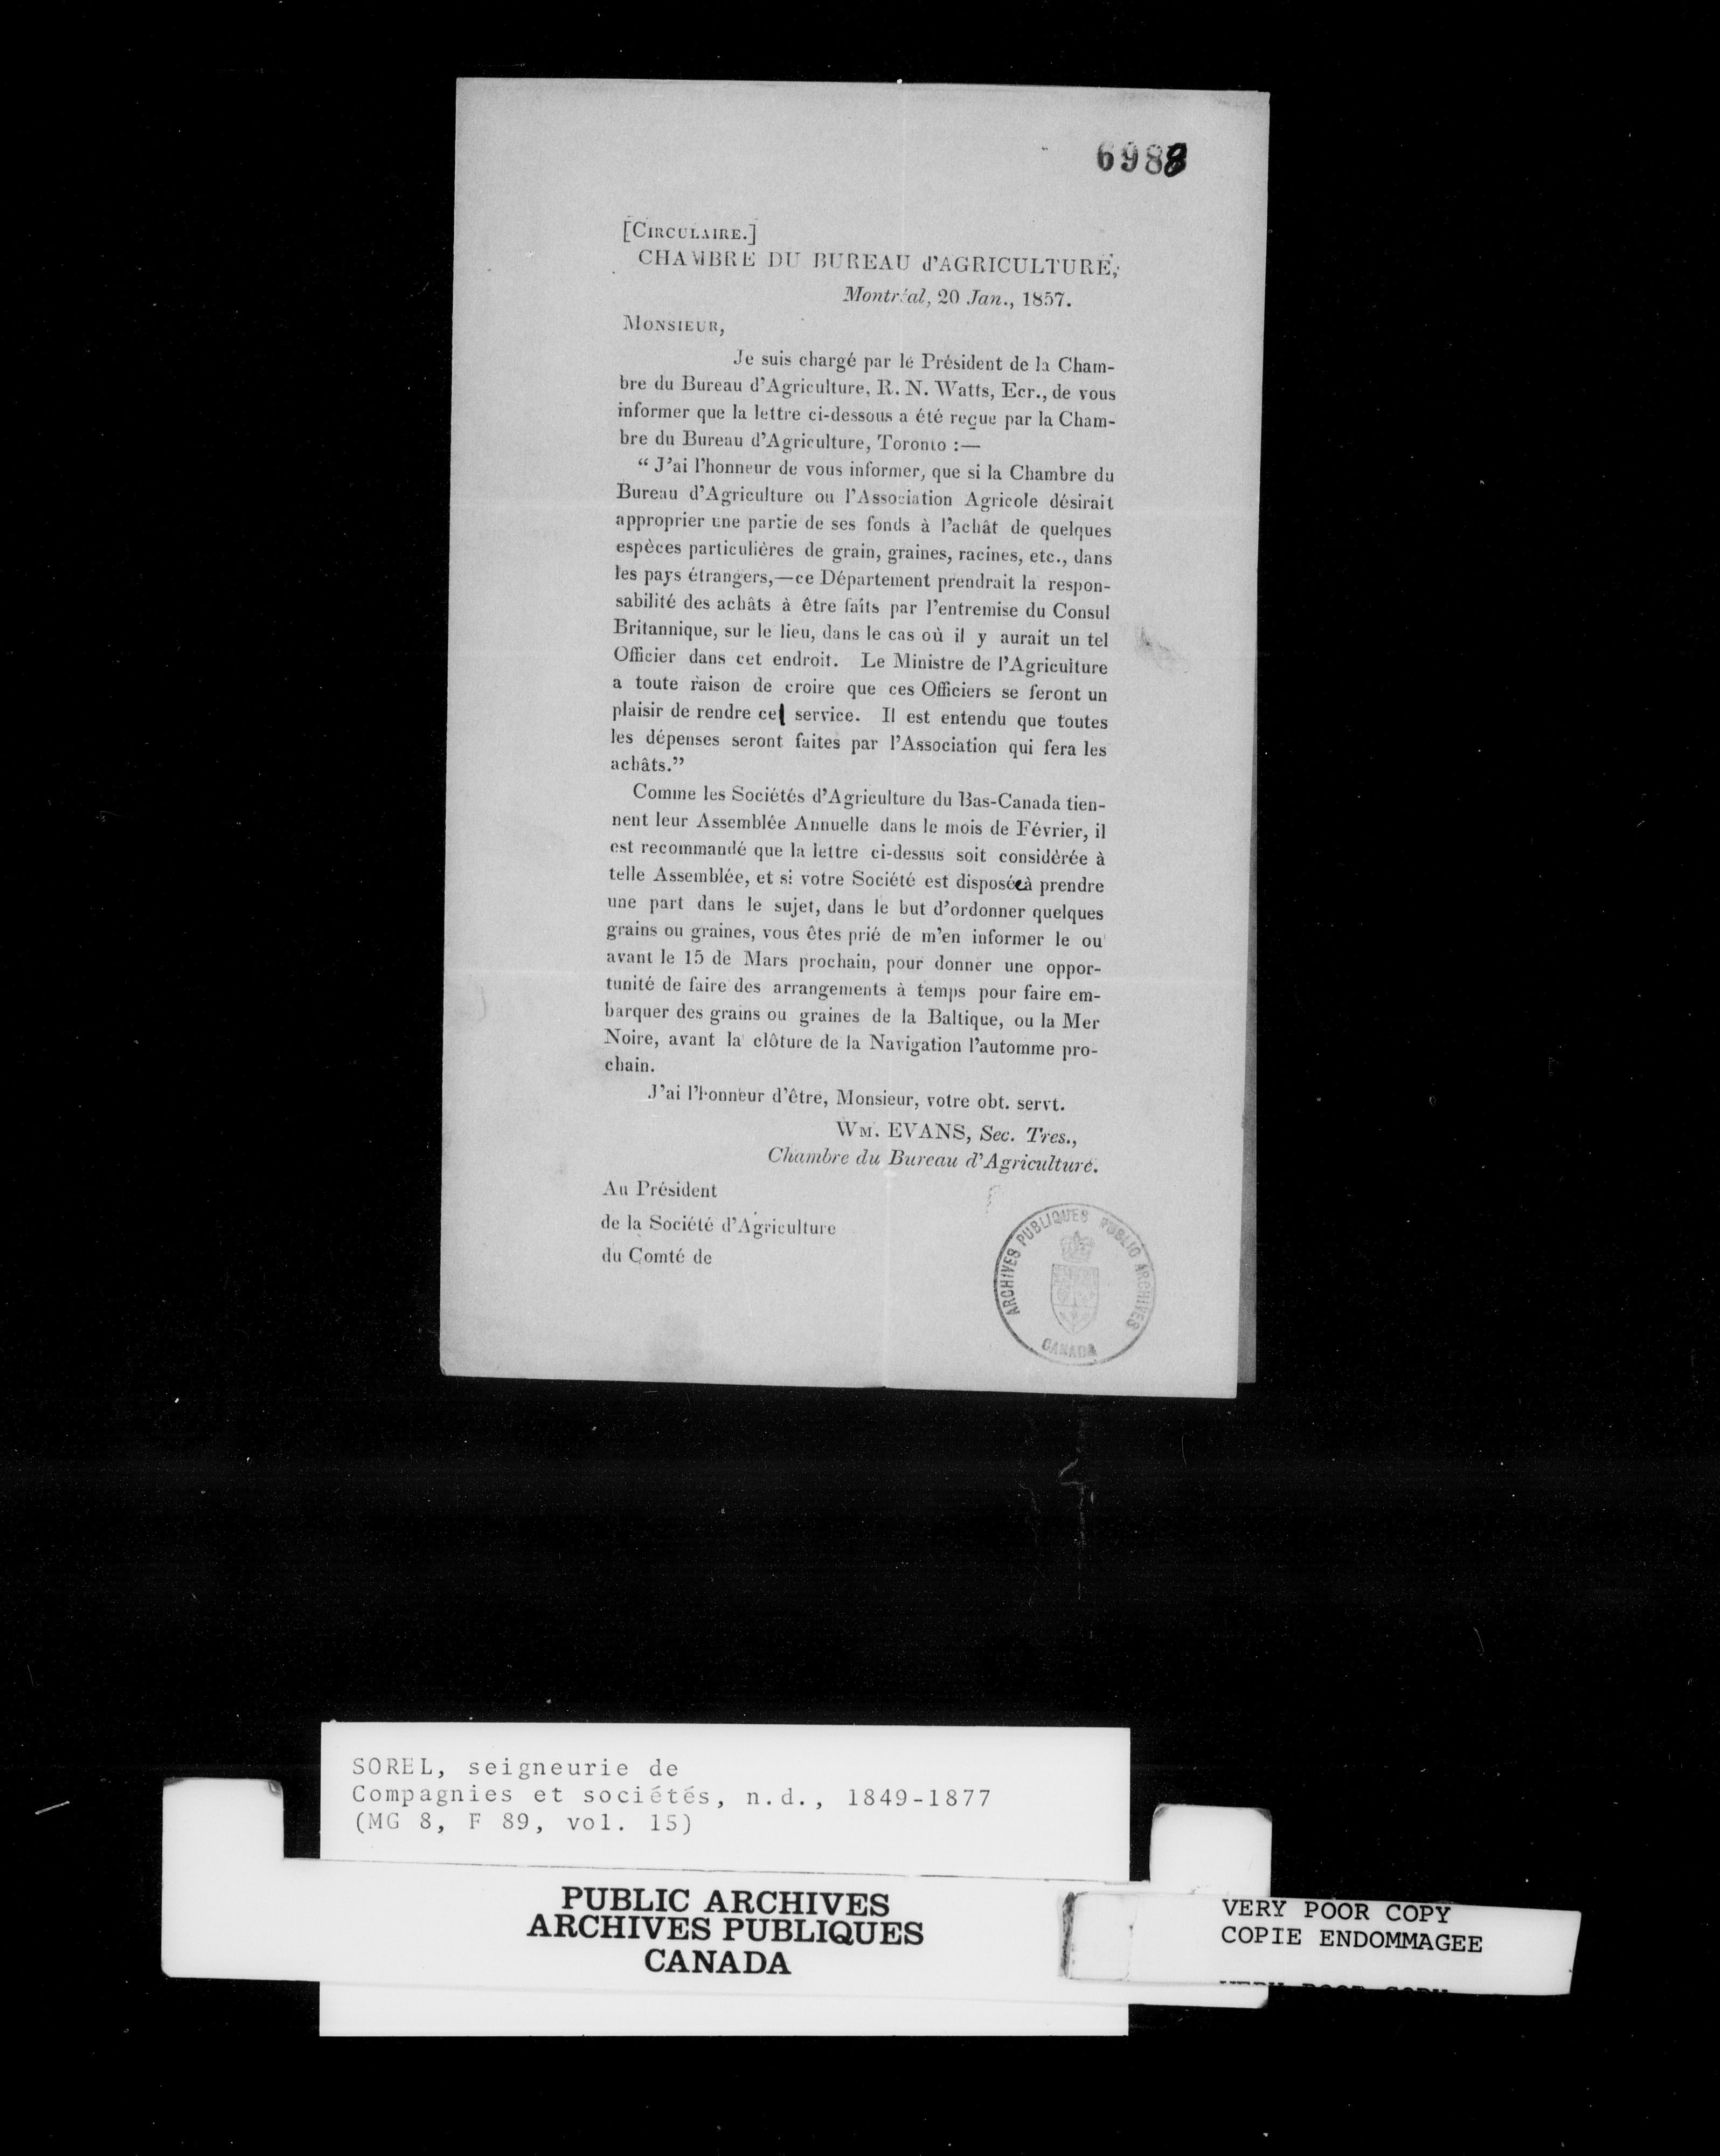 6988
[CIRCULAIRE.]
CHAMBRE DU BUREAU d'AGRICULTURE,
Montréal, 20 Jan., 1857.
MONSIEUR,
Je suis chargé par le Président de la Cham-
bre du Bureau d'Agriculture, R. N. Watts, Ecr., de vous
informer que la lettre ci-dessous a été reçue par la Cham-
bre du Bureau d'Agriculture, Toronto :—
“ J'ai l'honneur de vous informer, que si la Chambre du
Bureau d'Agriculture ou l'Association Agricole désirait
approprier une partie de ses fonds à l'achât de quelques
espèces particulières de grain, graines, racines, etc., dans
les pays étrangers,—ce Département prendrait la respon-
sabilité des achâts à être faits par l'entremise du Consul
Britannique, sur le lieu, dans le cas où il y aurait un tel
Officier dans cet endroit. Le Ministre de l'Agriculture
a toute raison de croire que ces Officiers se feront un
plaisir de rendre cet service. Il est entendu que toutes
les dépenses seront faites par l'Association qui fera les
achâts.”
Comme les Sociétés d'Agriculture du Bas-Canada tien-
nent leur Assemblée Annuelle dans le mois de Février, il
est recommandé que la lettre ci-dessus soit considèrée à
telle Assemblée, et si votre Société est disposée à prendre
une part dans le sujet, dans le but d'ordonner quelques
grains ou graines, vous êtes prié de m'en informer le ou
avant le 15 de Mars prochain, pour donner une oppor-
tunité de faire des arrangements à temps pour faire em-
barquer des grains ou graines de la Baltique, ou la Mer
Noire, avant la clôture de la Navigation l'automme pro-
chain.
J'ai l'honneur d'être, Monsieur, votre obt. servt.
WM. EVANS, Sec. Tres.,
Chambre du Bureau d'Agriculture.
Au Président
de la Société d'Agriculture
du Comté de
ARCHIVES PUBLIQUES PUBLIC ARCHIVES
CANADA
SOREL, seigneurie de
Compagnies et sociétés, n.d., 1849-1877
(MG 8, F 89, vol. 15)
PUBLIC ARCHIVES
ARCHIVES PUBLIQUES
CANADA
VERY POOR COPY
COPIE ENDOMMAGEE
VERY POOR COPY